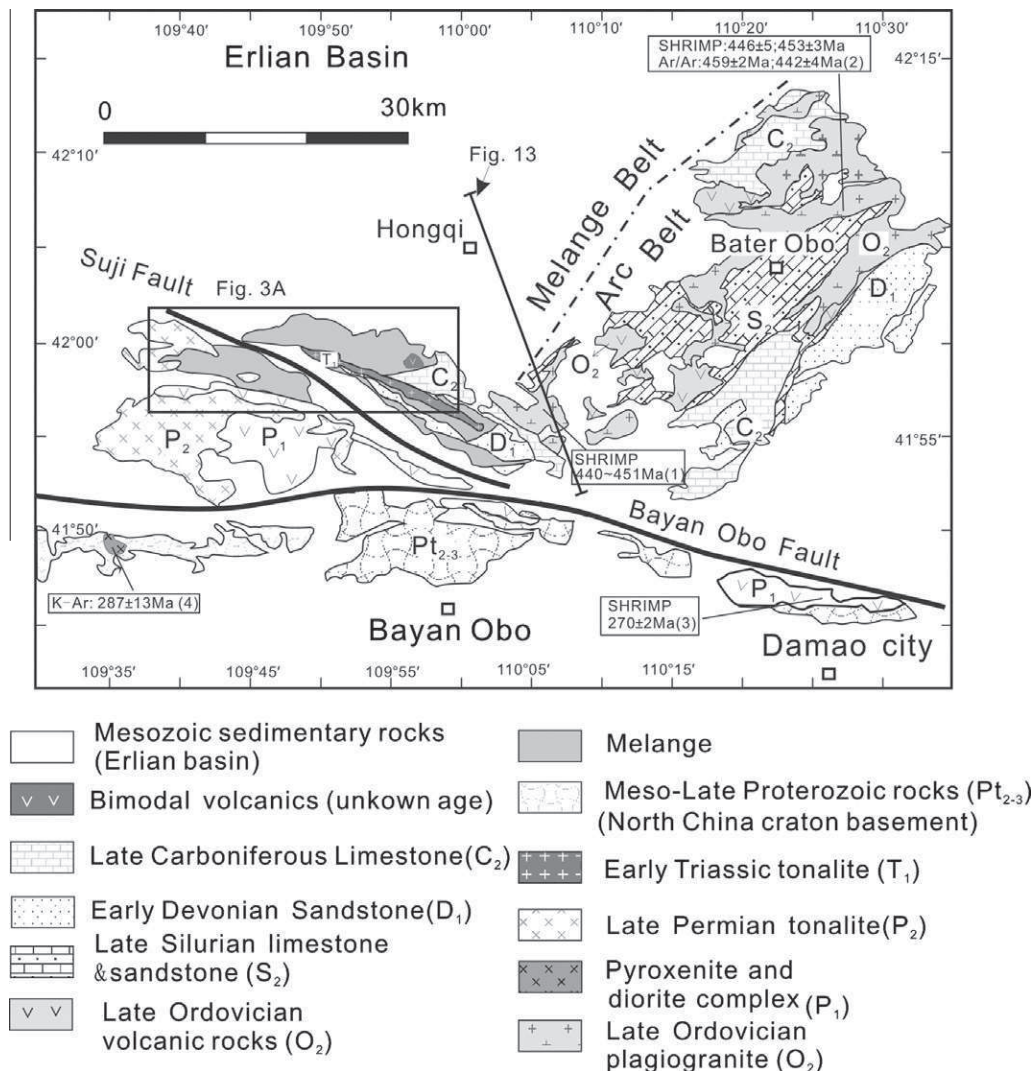 109°40′ 109°50′ 110°00′ 110°10′ 110°20′ 110°30′
Erlian Basin
SHRIMP:446±5;453±3Ma
Ar/Ar:459±2Ma;442±4Ma(2)
42°15′
0 30km
42°10′
Fig. 13
C2
Melange Belt
Hongqi
Arc Belt
Bater Obo
O2
Suji Fault
Fig. 3A
D1
S2
42°00′
T1
O2
C2
P2
P1
D1
C2
41°55′
SHRIMP
440~451Ma(1)
41°50′
Bayan Obo Fault
Pt2-3
P1
K-Ar: 287±13Ma (4)
SHRIMP
270±2Ma(3)
Bayan Obo
Damao city
109°35′ 109°45′ 109°55′ 110°05′ 110°15′
Mesozoic sedimentary rocks
(Erlian basin)
Bimodal volcanics (unkown age)
Late Carboniferous Limestone(C2)
Early Devonian Sandstone(D1)
Late Silurian limestone
&sandstone (S2)
Late Ordovician
volcanic rocks (O2)
Melange
Meso-Late Proterozoic rocks (Pt2-3)
(North China craton basement)
Early Triassic tonalite (T1)
Late Permian tonalite(P2)
Pyroxenite and
diorite complex(P1)
Late Ordovician
plagiogranite (O2)